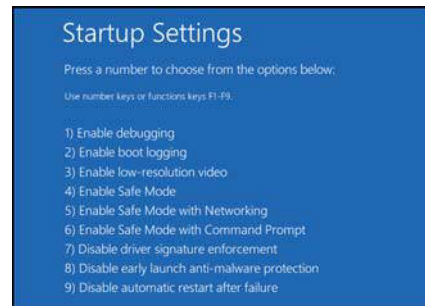 Startup Settings
Press a number to choose from the options below:
Use number keys or functions keys F1-F9.
1) Enable debugging
2) Enable boot logging
3) Enable low-resolution video
4) Enable Safe Mode
5) Enable Safe Mode with Networking
6) Enable Safe Mode with Command Prompt
7) Disable driver signature enforcement
8) Disable early launch anti-malware protection
9) Disable automatic restart after failure